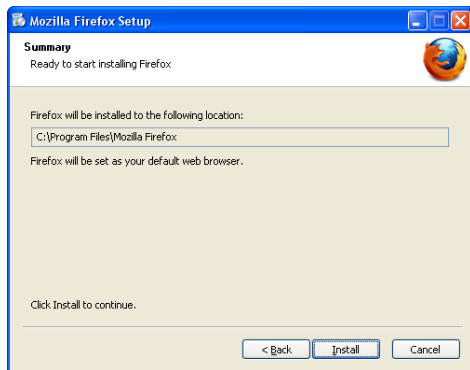 Mozilla Firefox Setup
Summary
Ready to start installing Firefox
Firefox will be installed to the following location:
C:\Program Files\Mozilla Firefox
Firefox will be set as your default web browser.
Click Install to continue.
< Back Install Cancel